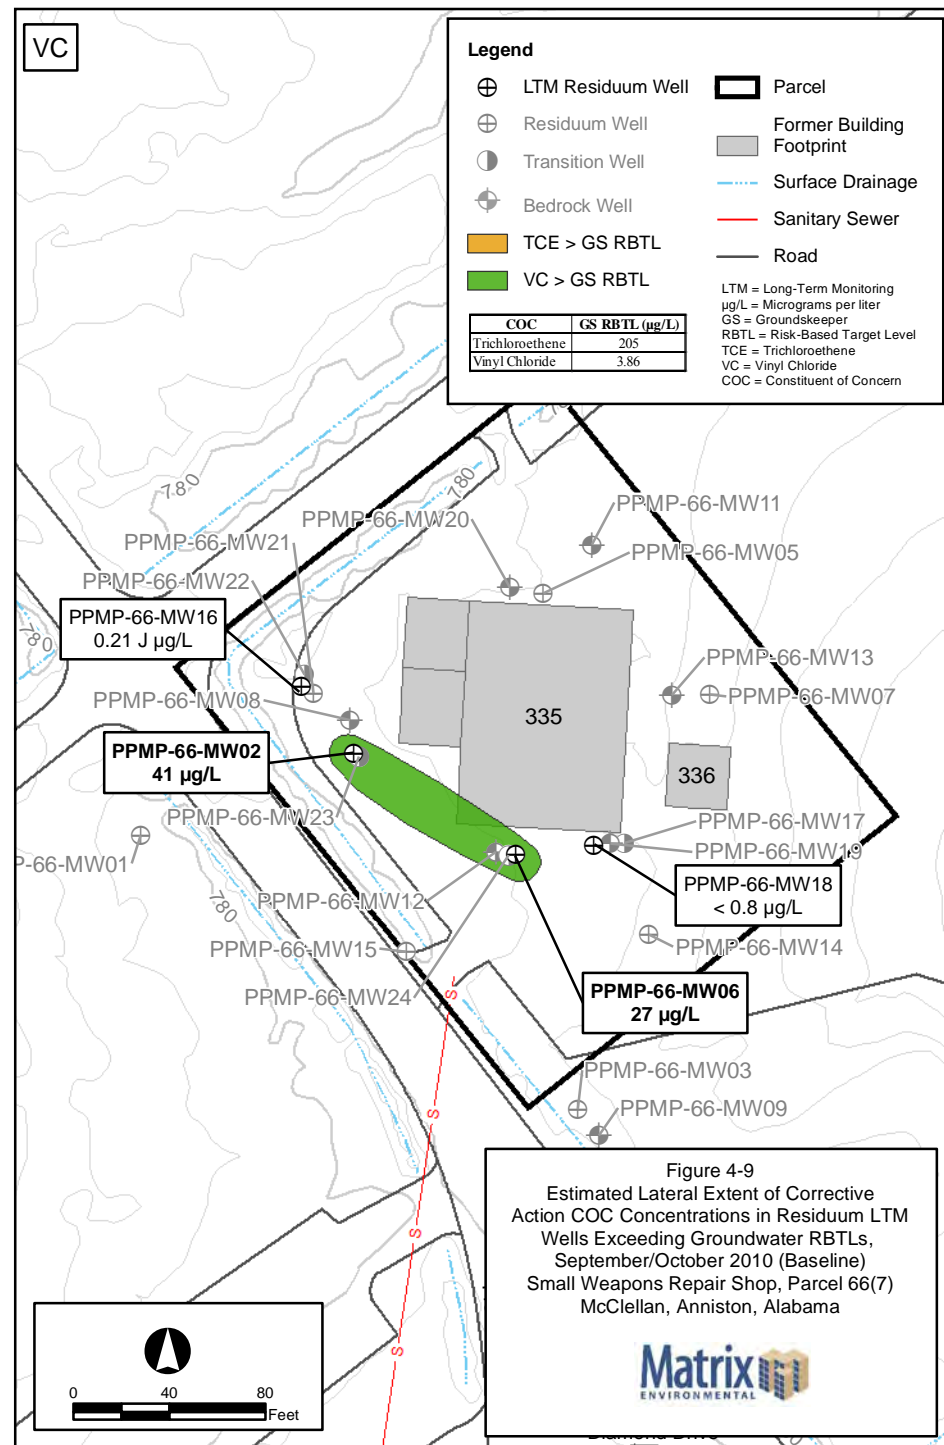 VC
Legend
LTM Residuum Well
Residuum Well
Transition Well
Bedrock Well
TCE > GS RBTL
VC > GS RBTL
Parcel
Former Building
Footprint
Surface Drainage
Sanitary Sewer
Road
COC GS RBTL (µg/L)
Trichloroethene 205
Vinyl Chloride 3.86
LTM = Long-Term Monitoring
µg/L = Micrograms per liter
GS = Groundskeeper
RBTL = Risk-Based Target Level
TCE = Trichloroethene
VC = Vinyl Chloride
COC = Constituent of Concern
780
780
PPMP-66-MW20
PPMP-66-MW11
PPMP-66-MW21
PPMP-66-MW05
PPMP-66-MW22
PPMP-66-MW16
0.21 J µg/L
780
PPMP-66-MW13
PPMP-66-MW07
PPMP-66-MW08
335
PPMP-66-MW02
41 µg/L
336
PPMP-66-MW23
PPMP-66-MW17
P-66-MW01
PPMP-66-MW19
PPMP-66-MW18
< 0.8 µg/L
PPMP-66-MW12
780
PPMP-66-MW14
PPMP-66-MW15
PPMP-66-MW24
PPMP-66-MW06
27 µg/L
S
PPMP-66-MW03
PPMP-66-MW09
S
S
S
S
Figure 4-9
Estimated Lateral Extent of Corrective
Action COC Concentrations in Residuum LTM
Wells Exceeding Groundwater RBTLs,
September/October 2010 (Baseline)
Small Weapons Repair Shop, Parcel 66(7)
McClellan, Anniston, Alabama
Matrix
ENVIRONMENTAL
0 40 80
Feet